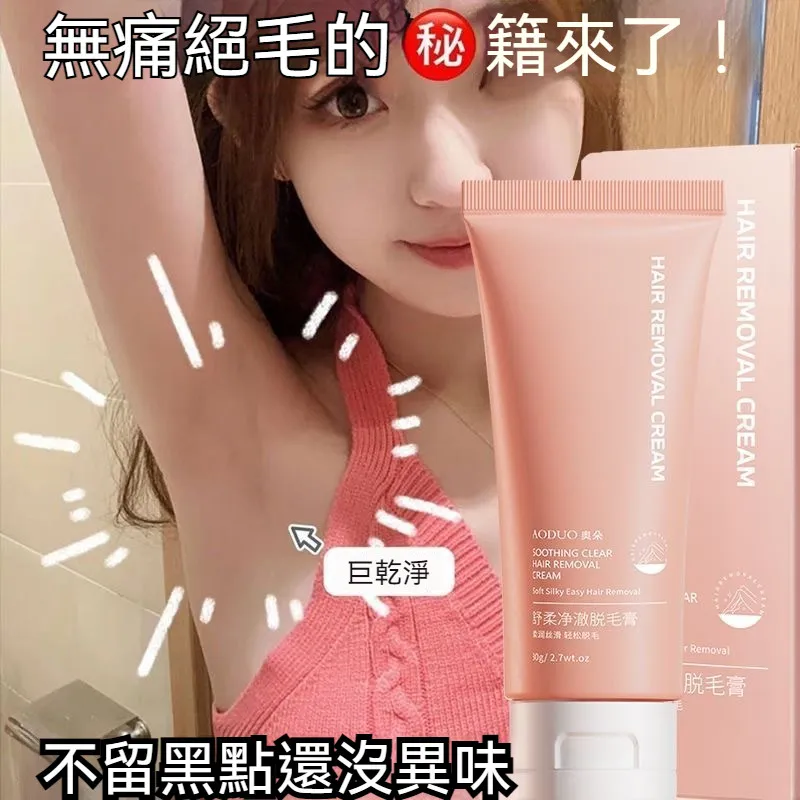 無痛絕毛的㊙籍來了！
HAIR REMOVAL CREAM
HAIR REMOVAL CREAM
AODUO 奥朵
SOOTHING CLEAR
HAIR REMOVAL
CREAM
Soft Silky Easy Hair Removal
舒柔净澈脱毛膏
柔润丝滑 轻松脱毛
80g/ 2.7wt.oz
AR
Removal
脱毛膏
毛
巨乾淨
不留黑點還沒異味